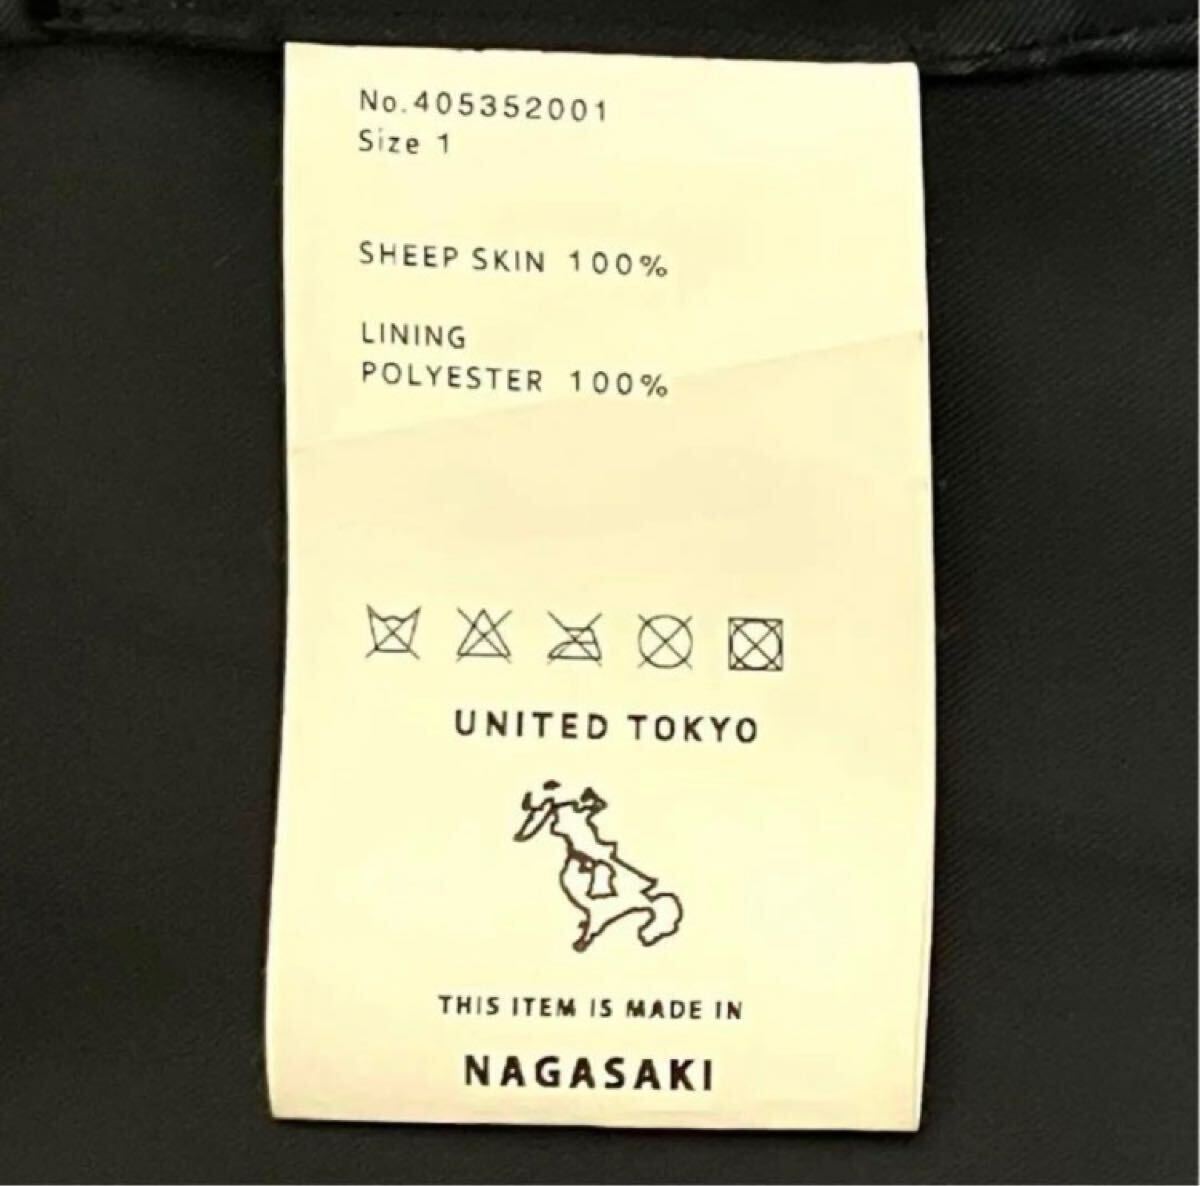 No.405352001
Size 1
SHEEP SKIN 100%
LINING
POLYESTER 100%
UNITED TOKYO
THIS ITEM IS MADE IN
NAGASAKI